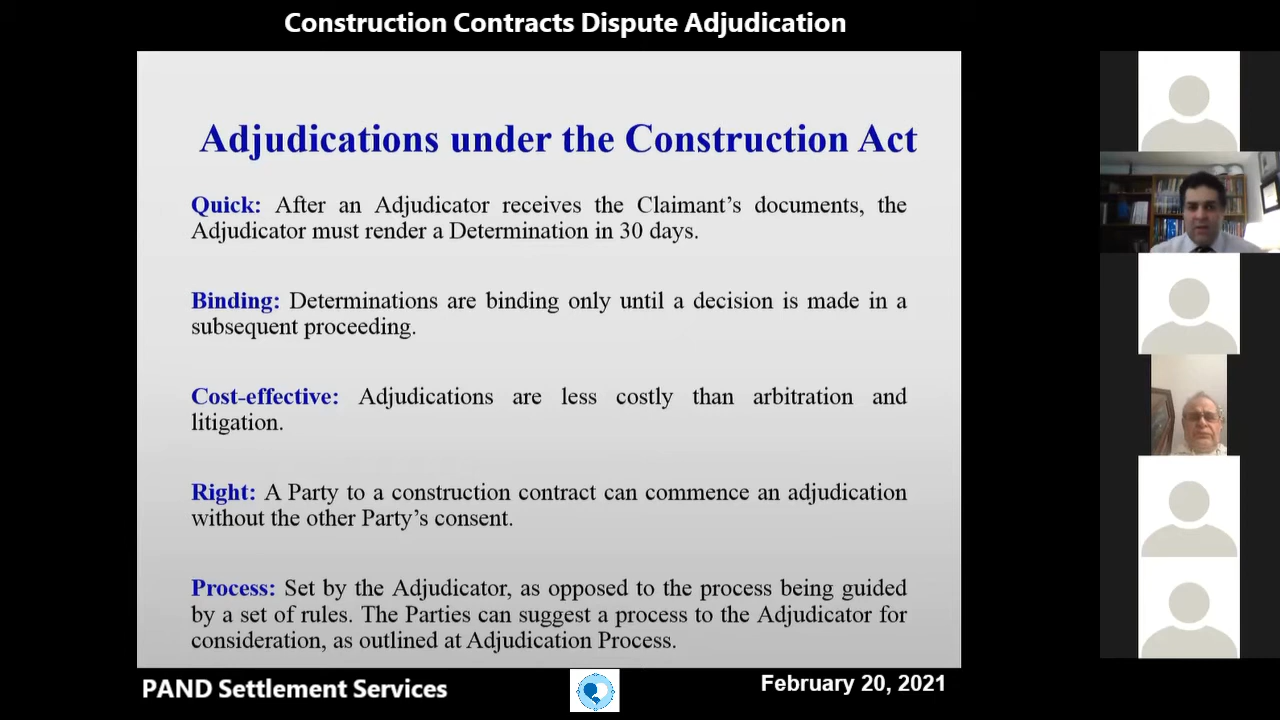 Construction Contracts Dispute Adjudication
Adjudications under the Construction Act
Quick: After an Adjudicator receives the Claimant’s documents, the
Adjudicator must render a Determination in 30 days.
Binding: Determinations are binding only until a decision is made in a
subsequent proceeding.
Cost-effective: Adjudications are less costly than arbitration and
litigation.
Right: A Party to a construction contract can commence an adjudication
without the other Party’s consent.
Process: Set by the Adjudicator, as opposed to the process being guided
by a set of rules. The Parties can suggest a process to the Adjudicator for
consideration, as outlined at Adjudication Process.
PAND Settlement Services
February 20, 2021